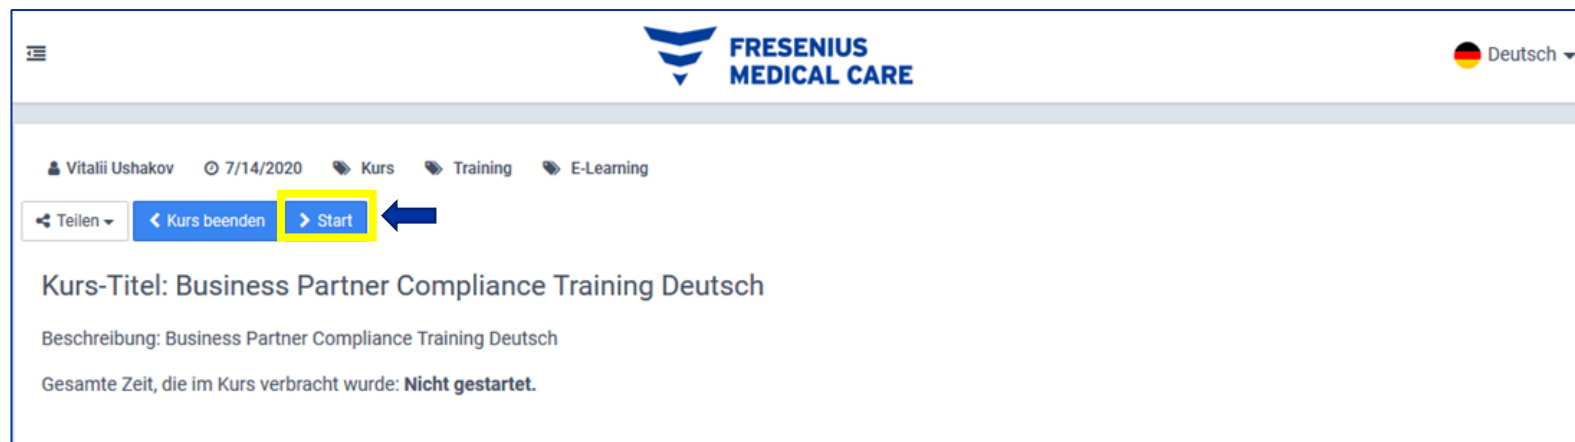 FRESENIUS
MEDICAL CARE
Deutsch
Vitalii Ushakov 7/14/2020 Kurs Training E-Learning
Teilen Kurs beenden Start
Kurs-Titel: Business Partner Compliance Training Deutsch
Beschreibung: Business Partner Compliance Training Deutsch
Gesamte Zeit, die im Kurs verbracht wurde: Nicht gestartet.